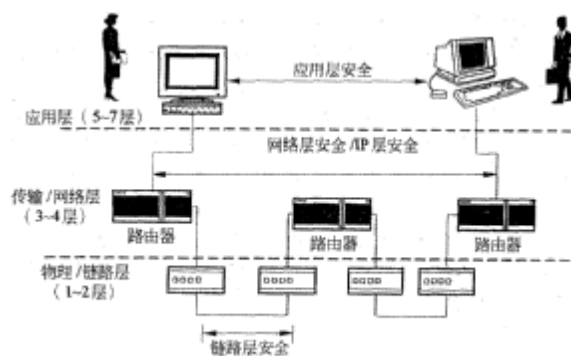 应用层安全
应用层（5~7层）
网络层安全/IP层安全
传输/网络层
（3~4层）
路由器
路由器
路由器
物理/链路层
（1~2层）
链路层安全